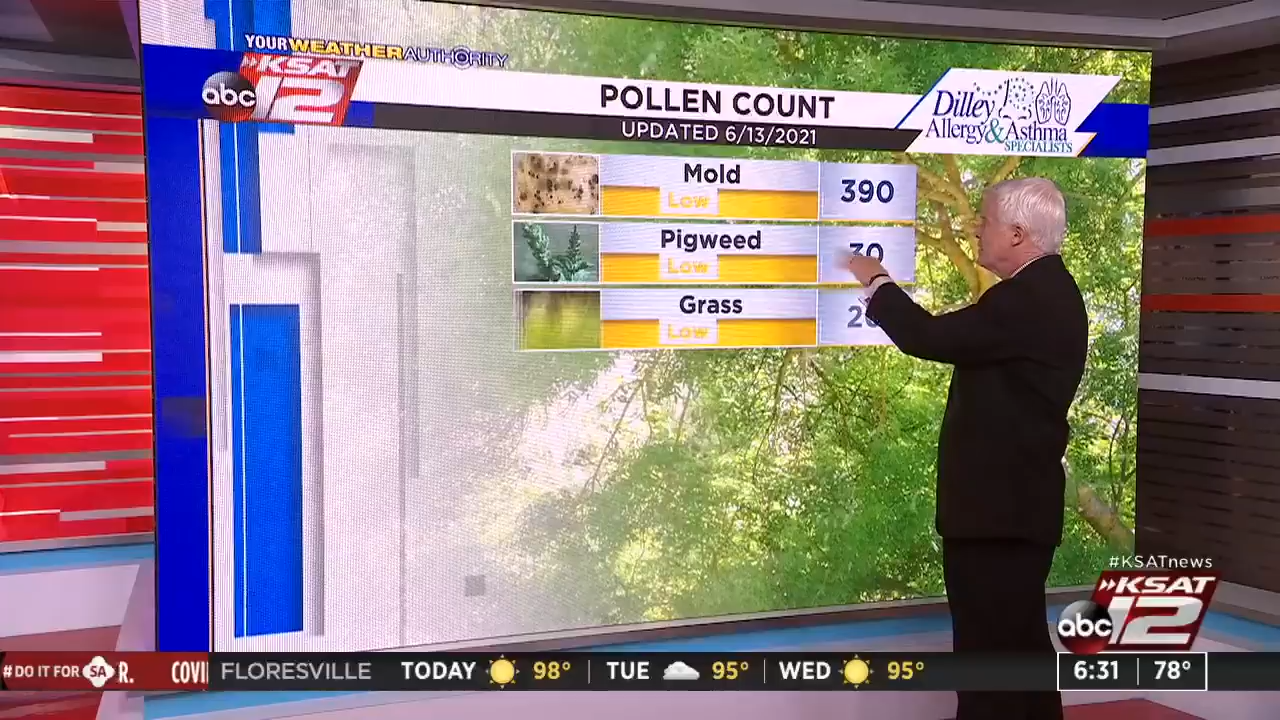 YOUR WEATHER AUTHORITY
»KSAT
abc 12
POLLEN COUNT
UPDATED 6/13/2021
Dilley
Allergy & Asthma
SPECIALISTS
Mold 390
Low
Pigweed 30
Low
Grass
Low
#KSATnews
»KSAT
abc 12
#DO IT FOR SA R. COVI FLORESVILLE TODAY 98° TUE 95° WED 95° 6:31 78°